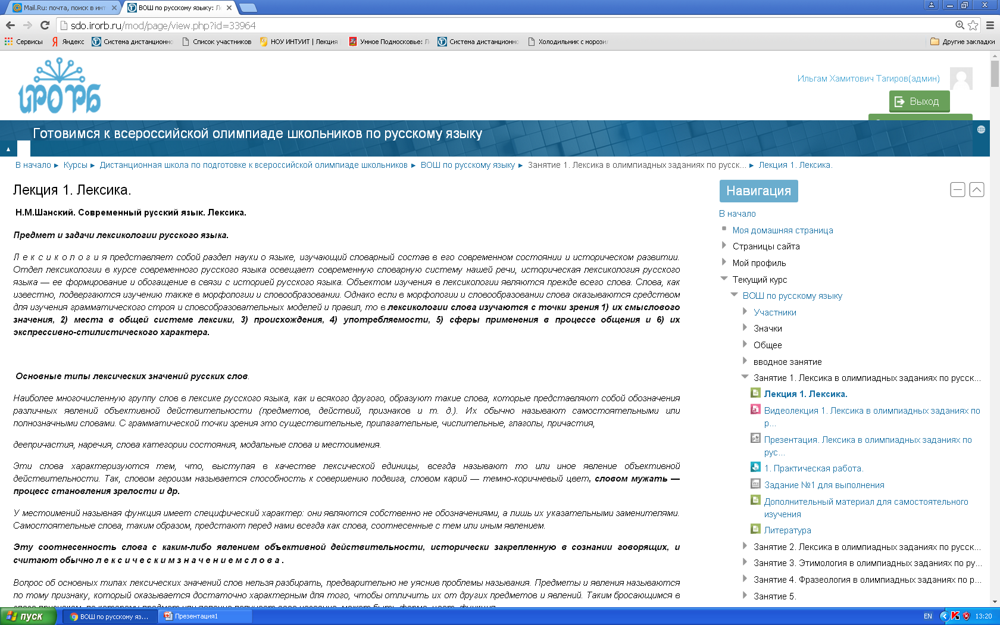 Mail.Ru: почта, поиск в инт
ВОШ по русскому языку: Ле
sdo.irorb.ru/mod/page/view.php?id=33964
Сервисы
Яндекс
Система дистанционно
Список участников
НОУ ИНТУИТ | Лекция
Умное Подмосковье: Л
Система дистанционно
Холодильник с морозил
Другие закладки
ИРО РБ
Ильгам Хамитович Тагиров(админ)
Выход
Готовимся к всероссийской олимпиаде школьников по русскому языку
В начало ► Курсы ► Дистанционная школа по подготовке к всероссийской олимпиаде школьников ► ВОШ по русскому языку ► Занятие 1. Лексика в олимпиадных заданиях по русск... ► Лекция 1. Лексика.
Лекция 1. Лексика.
Н.М.Шанский. Современный русский язык. Лексика.
Предмет и задачи лексикологии русского языка.
Л е к с и к о л о г и я представляет собой раздел науки о языке, изучающий словарный состав в его современном состоянии и историческом развитии.
Отдел лексикологии в курсе современного русского языка освещает современную словарную систему нашей речи, историческая лексикология русского
языка — ее формирование и обогащение в связи с историей русского языка. Объектом изучения в лексикологии являются прежде всего слова. Слова, как
известно, подвергаются изучению также в морфологии и словообразовании. Однако если в морфологии и словообразовании слова оказываются средством
для изучения грамматического строя и словсобразовательных моделей и правил, то в лексикологии слова изучаются с точки зрения 1) их смыслового
значения, 2) места в общей системе лексики, 3) происхождения, 4) употребляемости, 5) сферы применения в процессе общения и 6) их
экспрессивно-стилистического характера.
Основные типы лексических значений русских слов.
Наиболее многочисленную группу слов в лексике русского языка, как и всякого другого, образуют такие слова, которые представляют собой обозначения
различных явлений объективной действительности (предметов, действий, признаков и т. д.). Их обычно называют самостоятельными или
полнозначными словами. С грамматической точки зрения это существительные, прилагательные, числительные, глаголы, причастия,
деепричастия, наречия, слова категории состояния, модальные слова и местоимения.
Эти слова характеризуются тем, что, выступая в качестве лексической единицы, всегда называют то или иное явление объективной
действительности. Так, словом героизм называется способность к совершению подвига, словом карий — темно-коричневый цвет, словом мужать —
процесс становления зрелости и др.
У местоимений назывная функция имеет специфический характер: они являются собственно не обозначениями, а лишь их указательными заменителями.
Самостоятельные слова, таким образом, предстают перед нами всегда как слова, соотнесенные с тем или иным явлением.
Эту соотнесенность слова с каким-либо явлением объективной действительности, исторически закрепленную в сознании говорящих, и
считают обычно л е к с и ч е с к и м з н а ч е н и е м с л о в а .
Вопрос об основных типах лексических значений слов нельзя разбирать, предварительно не уяснив проблемы называния. Предметы и явления называются
по тому признаку, который оказывается достаточно характерным для того, чтобы отличить их от других предметов и явлений. Таким бросающимся в
Навигация
В начало
Моя домашняя страница
Страницы сайта
Мой профиль
Текущий курс
ВОШ по русскому языку
Участники
Значки
Общее
вводное занятие
Занятие 1. Лексика в олимпиадных заданиях по русск...
Лекция 1. Лексика.
Видеолекция 1. Лексика в олимпиадных заданиях по
р...
Презентация. Лексика в олимпиадных заданиях по
рус...
1. Практическая работа.
Задание №1 для выполнения
Дополнительный материал для самостоятельного
изучения
Литература
Занятие 2. Лексика в олимпиадных заданиях по русск...
Занятие 3. Этимология в олимпиадных заданиях по ру...
Занятие 4. Фразеология в олимпиадных заданиях по р...
Занятие 5.
пуск
ВОШ по русскому яз...
Презентация1
EN
13:20